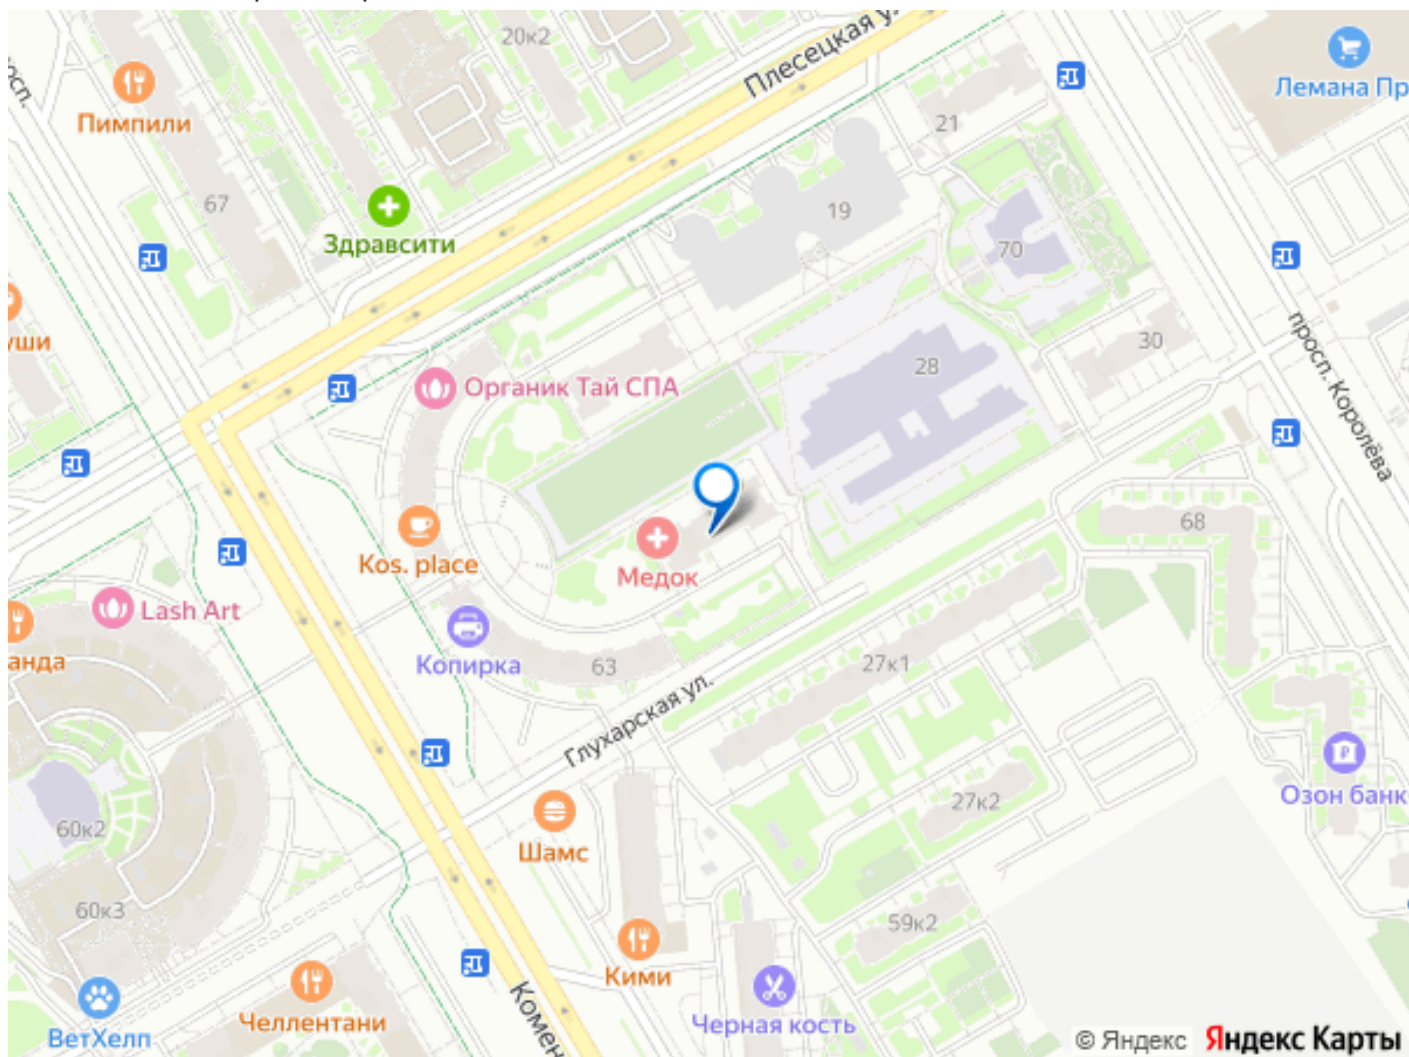 20к2
Плесецкая у
Лемана Пр
осп.
Пимпили
21
67
19
Здравсити
70
уши
30
просп. Королёва
28
Органик Тай СПА
68
Kos. place
Медок
Lash Art
анда
Копирка
63
27к1
Глухарская ул.
Озон банк
27к2
60к2
Шамс
60к3
59к2
Кими
Комен
Челлентани
Черная кость
ВетХелп
© Яндекс Яндекс Карты